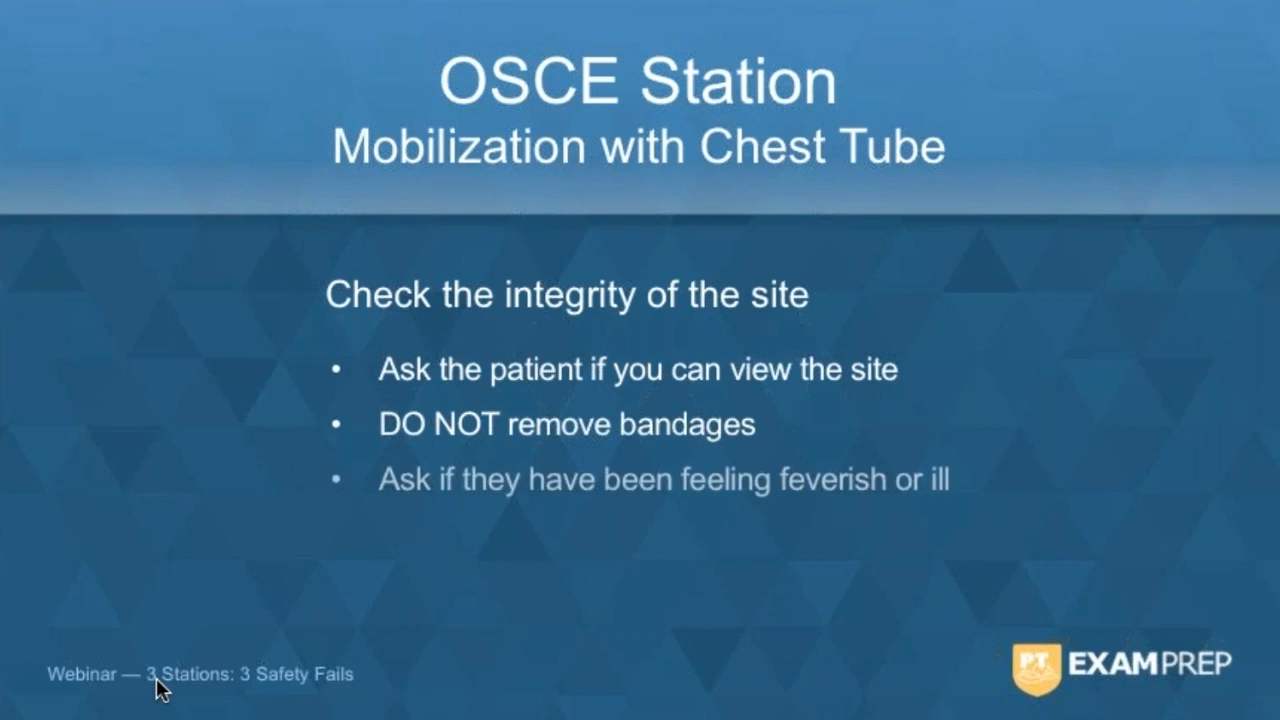 OSCE Station
Mobilization with Chest Tube
Check the integrity of the site
• Ask the patient if you can view the site
• DO NOT remove bandages
• Ask if they have been feeling feverish or ill
Webinar — 3 Stations: 3 Safety Fails
P.T. EXAMPREP